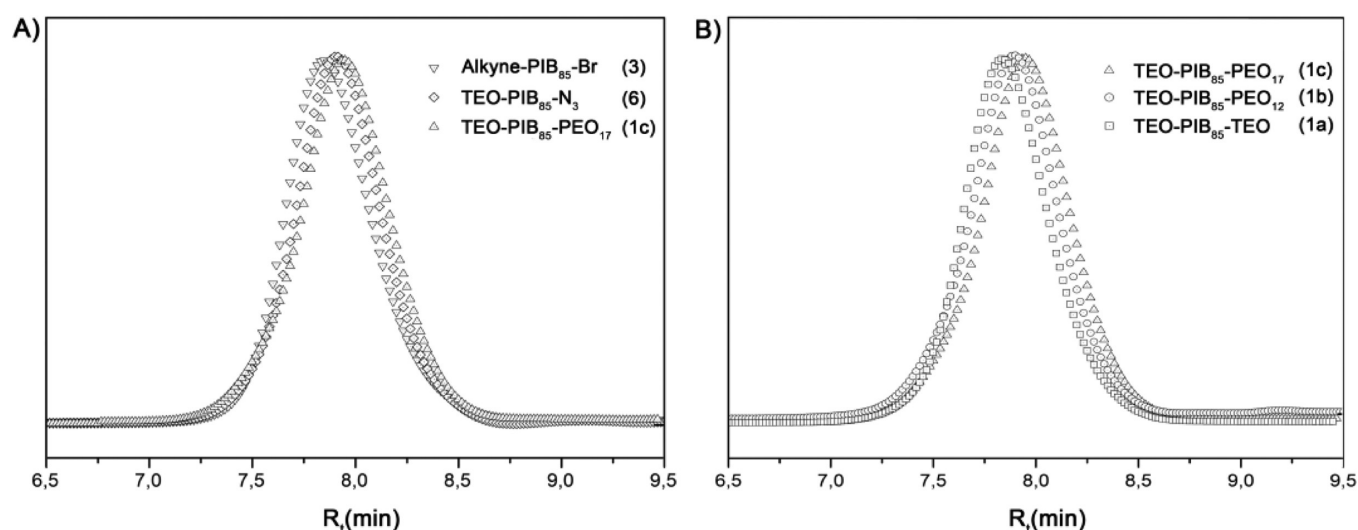 A)
▽ Alkyne-PIB₈₅-Br (3)
◇ TEO-PIB₈₅-N₃ (6)
△ TEO-PIB₈₅-PEO₁₇ (1c)
6,5 7,0 7,5 8,0 8,5 9,0 9,5
Rₜ(min)
B)
△ TEO-PIB₈₅-PEO₁₇ (1c)
○ TEO-PIB₈₅-PEO₁₂ (1b)
□ TEO-PIB₈₅-TEO (1a)
6,5 7,0 7,5 8,0 8,5 9,0 9,5
Rₜ(min)